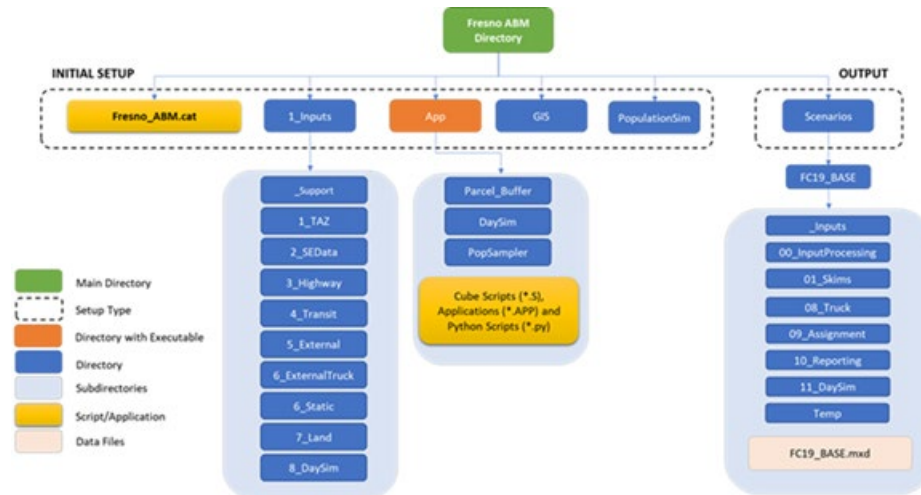 Fresno ABM
Directory
INITIAL SETUP
OUTPUT
Fresno_ABM.cat
1_Inputs
App
GIS
PopulationSim
Scenarios
FC19_BASE
_Support
1_TAZ
2_SEData
3_Highway
4_Transit
5_External
6_ExternalTruck
6_Static
7_Land
8_DaySim
Parcel_Buffer
DaySim
PopSampler
Cube Scripts (*.S),
Applications (*.APP) and
Python Scripts (*.py)
_Inputs
00_InputProcessing
01_Skims
08_Truck
09_Assignment
10_Reporting
11_DaySim
Temp
FC19_BASE.mxd
Main Directory
Setup Type
Directory with Executable
Directory
Subdirectories
Script/Application
Data Files